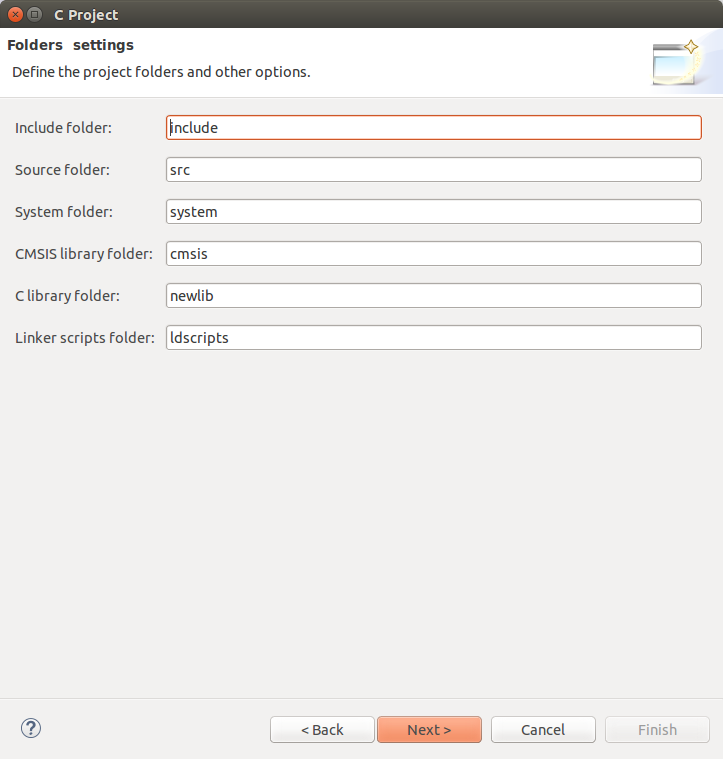 C Project
Folders settings
Define the project folders and other options.
Include folder: include
Source folder: src
System folder: system
CMSIS library folder: cmsis
C library folder: newlib
Linker scripts folder: ldscripts
? < Back Next > Cancel Finish